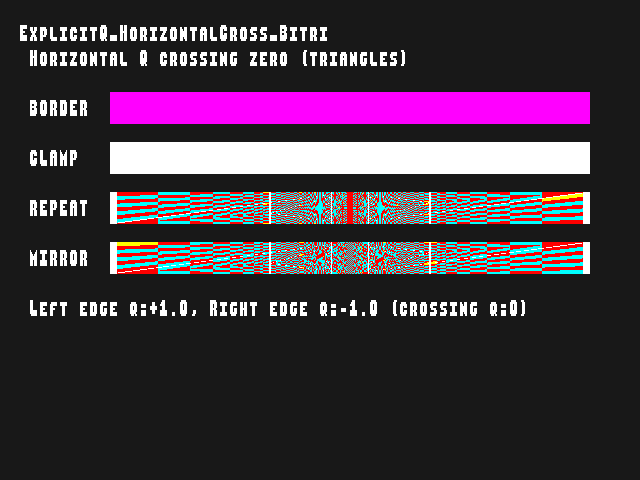 ExplicitQ_HorizontalCross_Bitri
Horizontal Q crossing zero (triangles)
BORDER
CLAMP
REPEAT
MIRROR
Left edge q:+1.0, Right edge q:-1.0 (crossing q:0)